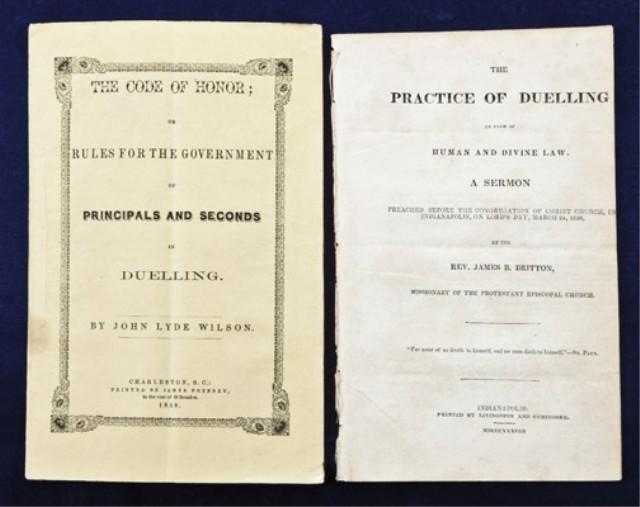 THE CODE OF HONOR;
OR
RULES FOR THE GOVERNMENT
OF
PRINCIPALS AND SECONDS
IN
DUELLING.
BY JOHN LYDE WILSON.
CHARLESTON, S. C.:
PRINTED BY JAMES PHYNNEY,
1858.
THE
PRACTICE OF DUELLING
IN VIEW OF
HUMAN AND DIVINE LAW.
A SERMON
PREACHED BEFORE THE CONGREGATION OF CHRIST CHURCH, IN
INDIANAPOLIS, ON LORD'S DAY, MARCH
BY THE
REV. JAMES B. BRITTON,
MISSIONARY OF THE PROTESTANT EPISCOPAL CHURCH.
"For none of us liveth to himself, and no man dieth to himself."—St. Paul.
INDIANAPOLIS:
PRINTED BY LIVINGSTON AND COMINGORE.